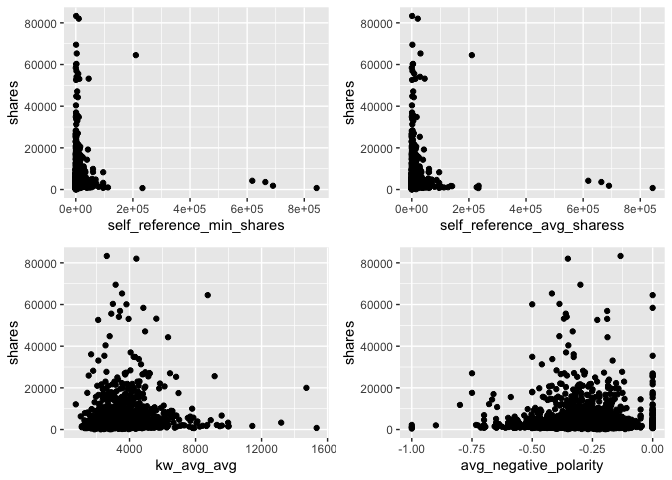 80000
60000
40000
20000
0
shares
0e+00 2e+05 4e+05 6e+05 8e+05
self_reference_min_shares
80000
60000
40000
20000
0
shares
0e+00 2e+05 4e+05 6e+05 8e+05
self_reference_avg_sharess
80000
60000
40000
20000
0
shares
4000 8000 12000 1600
kw_avg_avg
80000
60000
40000
20000
0
shares
-1.00 -0.75 -0.50 -0.25 0.00
avg_negative_polarity